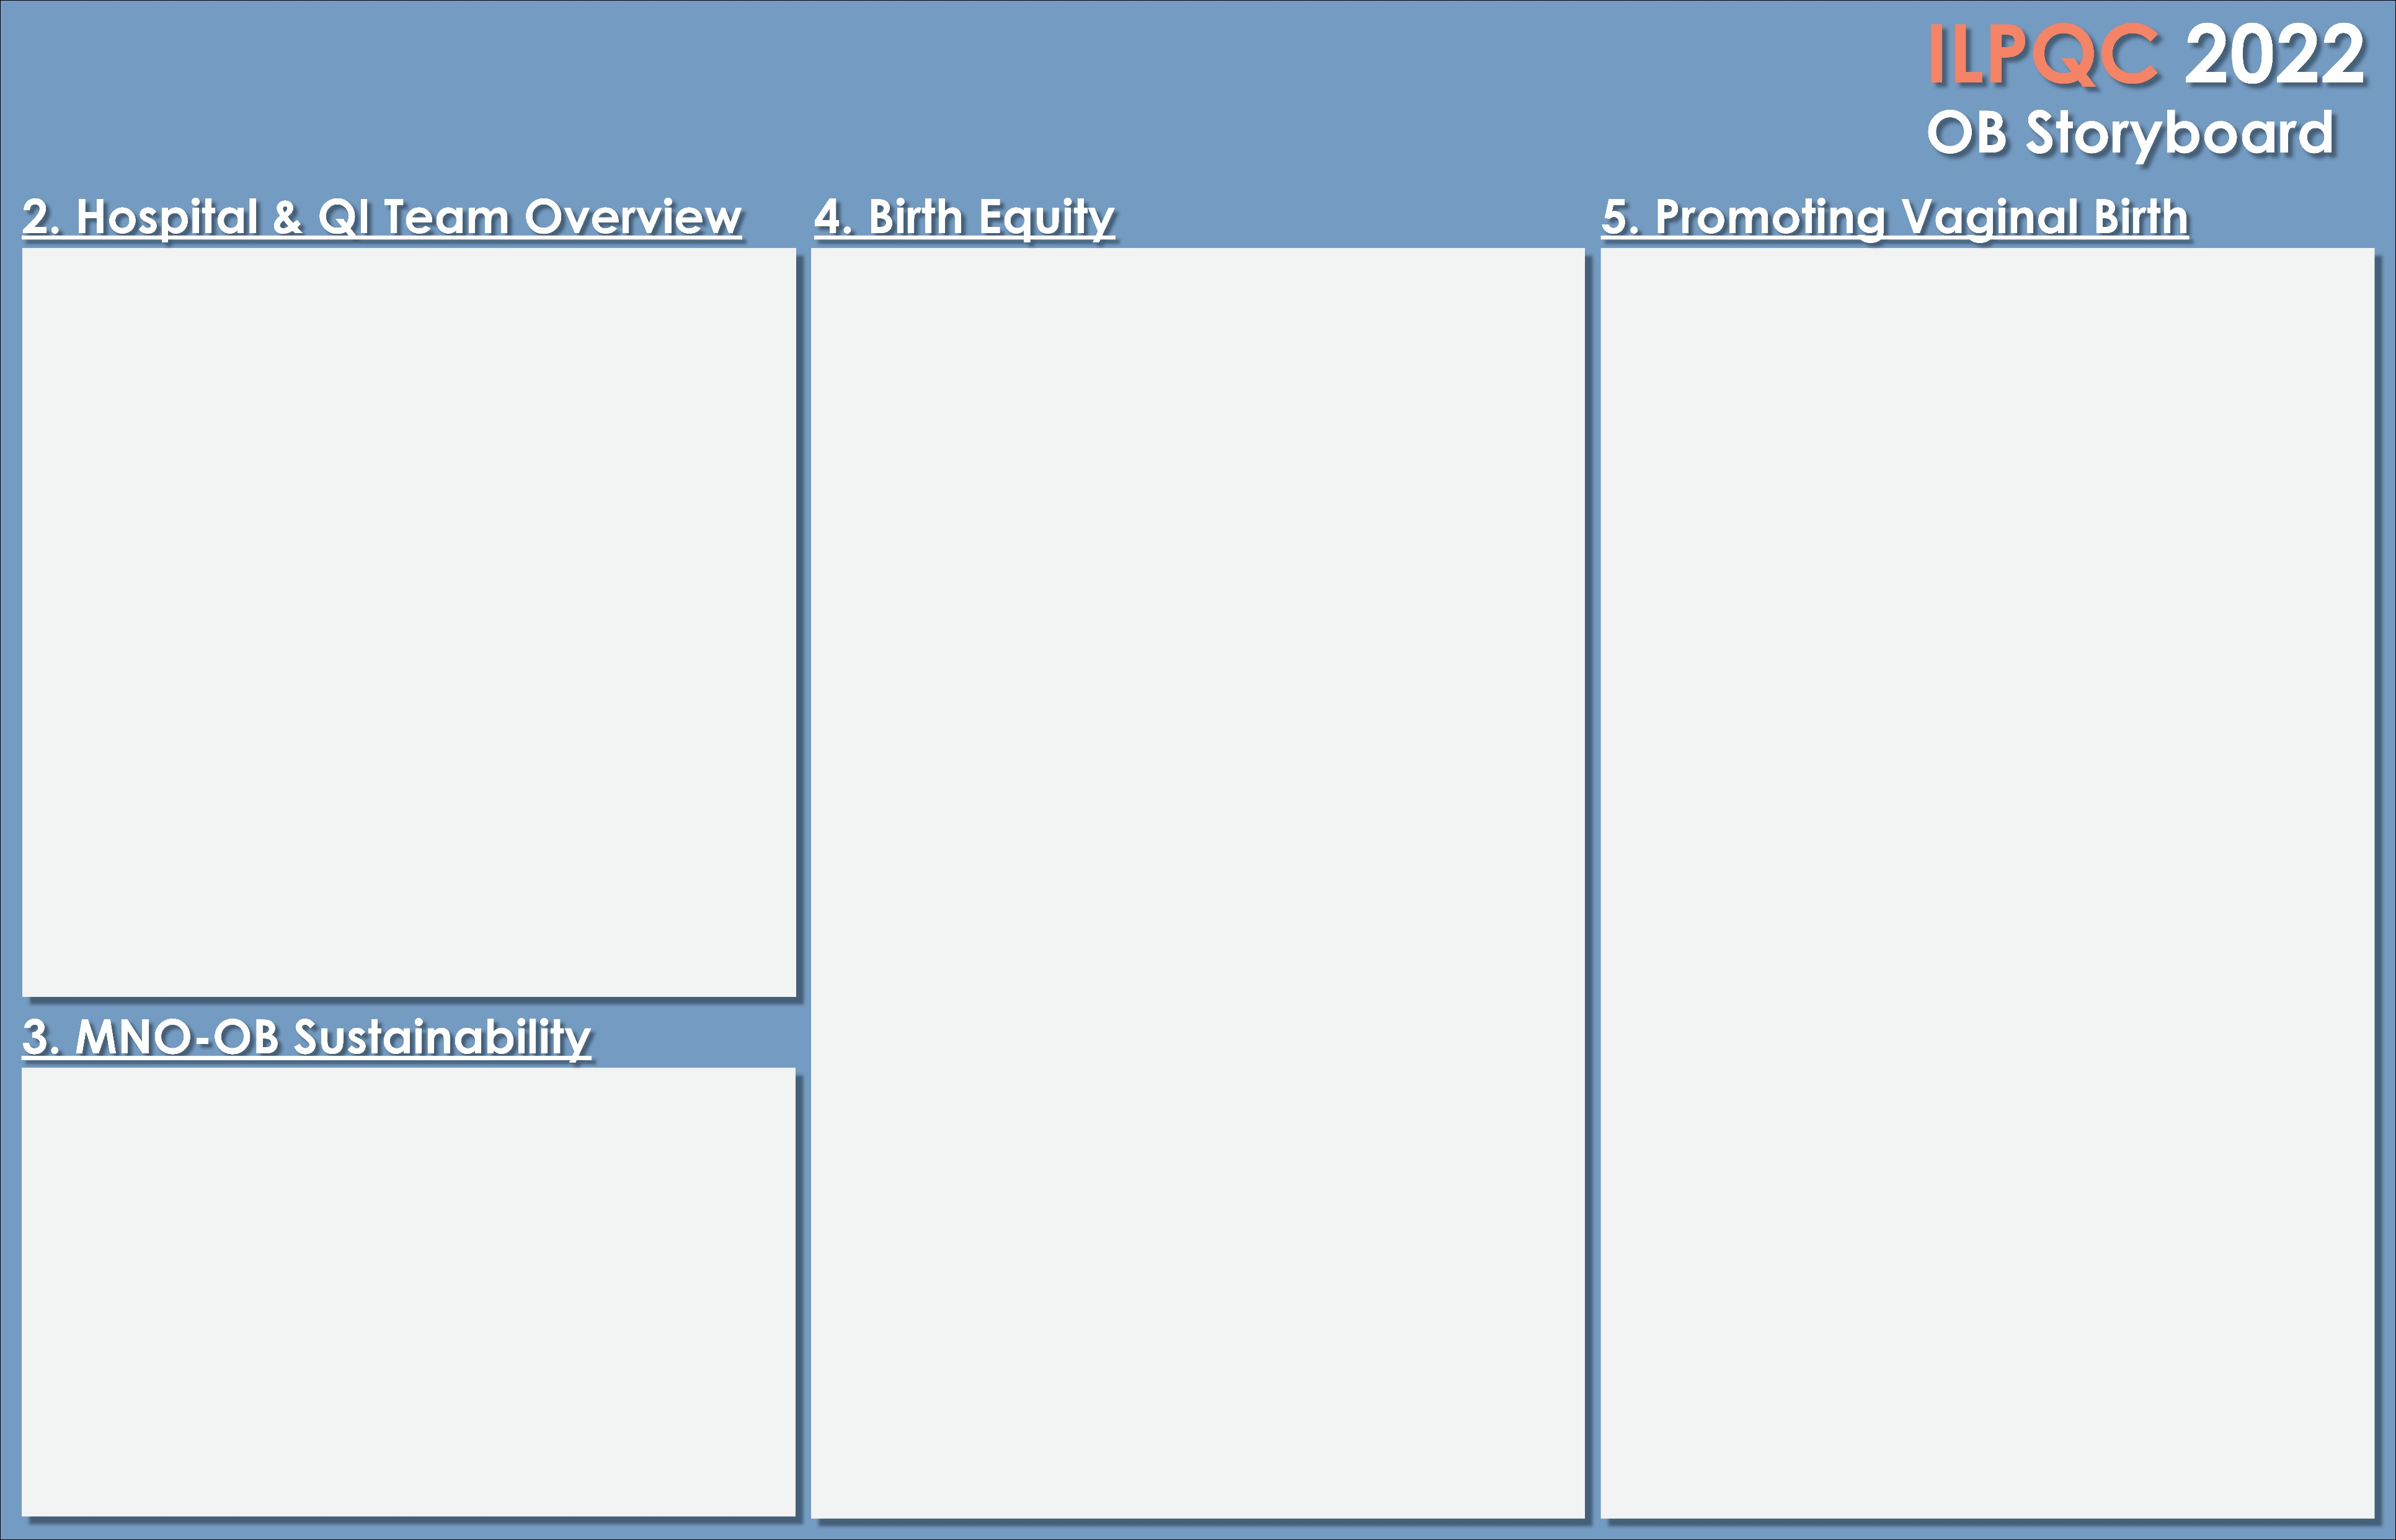 ILPQC 2022
OB Storyboard
2. Hospital & QI Team Overview
3. MNO-OB Sustainability
4. Birth Equity
5. Promoting Vaginal Birth